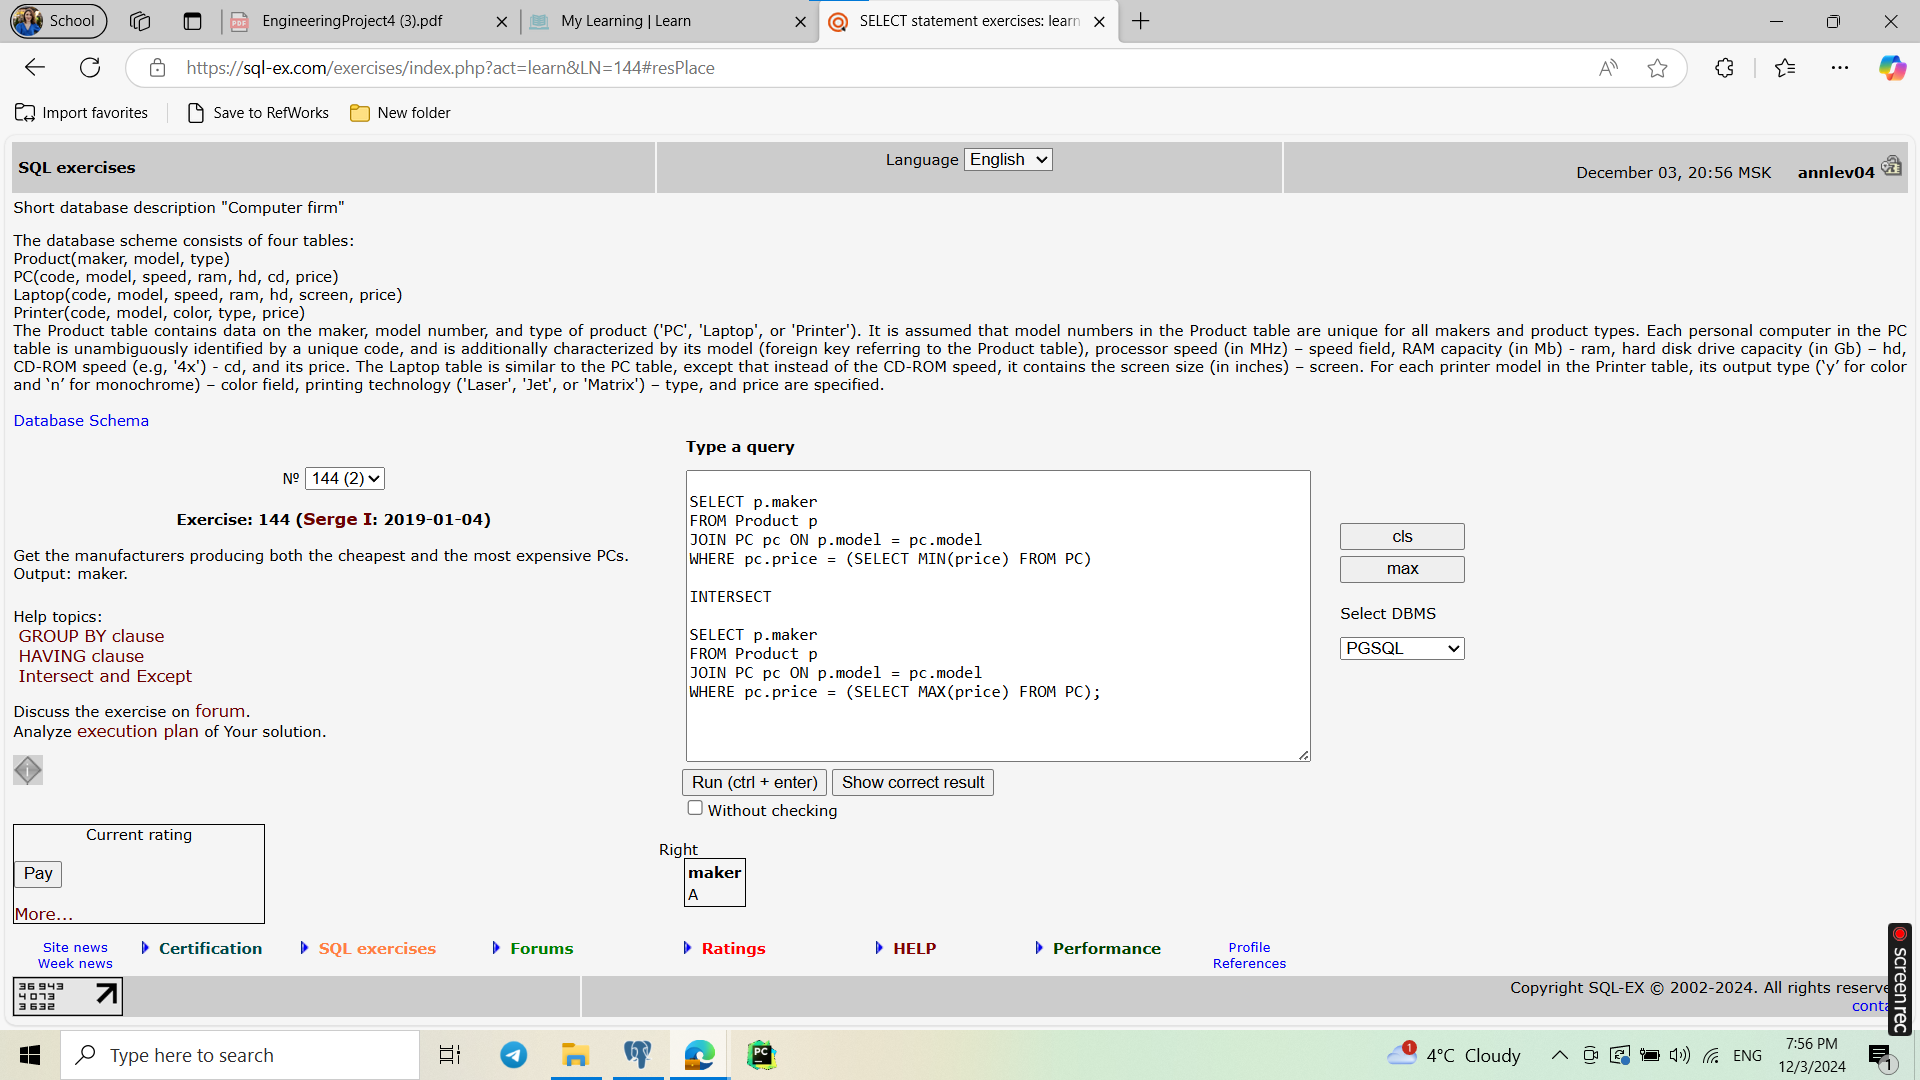 School
EngineeringProject4 (3).pdf
My Learning | Learn
SELECT statement exercises: learn
https://sql-ex.com/exercises/index.php?act=learn&LN=144#resPlace
Import favorites
Save to RefWorks
New folder
SQL exercises
Language English
December 03, 20:56 MSK annlev04
Short database description "Computer firm"
The database scheme consists of four tables:
Product(maker, model, type)
PC(code, model, speed, ram, hd, cd, price)
Laptop(code, model, speed, ram, hd, screen, price)
Printer(code, model, color, type, price)
The Product table contains data on the maker, model number, and type of product ('PC', 'Laptop', or 'Printer'). It is assumed that model numbers in the Product table are unique for all makers and product types. Each personal computer in the PC
table is unambiguously identified by a unique code, and is additionally characterized by its model (foreign key referring to the Product table), processor speed (in MHz) – speed field, RAM capacity (in Mb) - ram, hard disk drive capacity (in Gb) – hd,
CD-ROM speed (e.g, '4x') - cd, and its price. The Laptop table is similar to the PC table, except that instead of the CD-ROM speed, it contains the screen size (in inches) – screen. For each printer model in the Printer table, its output type (‘y’ for color
and ‘n’ for monochrome) – color field, printing technology ('Laser', 'Jet', or 'Matrix') – type, and price are specified.
Database Schema
Type a query
№ 144 (2)
Exercise: 144 (Serge I: 2019-01-04)
Get the manufacturers producing both the cheapest and the most expensive PCs.
Output: maker.
Help topics:
GROUP BY clause
HAVING clause
Intersect and Except
Discuss the exercise on forum.
Analyze execution plan of Your solution.
SELECT p.maker
FROM Product p
JOIN PC pc ON p.model = pc.model
WHERE pc.price = (SELECT MIN(price) FROM PC)
INTERSECT
SELECT p.maker
FROM Product p
JOIN PC pc ON p.model = pc.model
WHERE pc.price = (SELECT MAX(price) FROM PC);
cls
max
Select DBMS
PGSQL
Run (ctrl + enter)
Show correct result
Without checking
Current rating
Pay
More...
Right
maker
A
Site news
Week news
Certification
SQL exercises
Forums
Ratings
HELP
Performance
Profile
References
36 943
4 073
3 632
Copyright SQL-EX © 2002-2024. All rights reserve
conta
screenrec
Type here to search
PC
1
4°C Cloudy
ENG
7:56 PM
12/3/2024
1